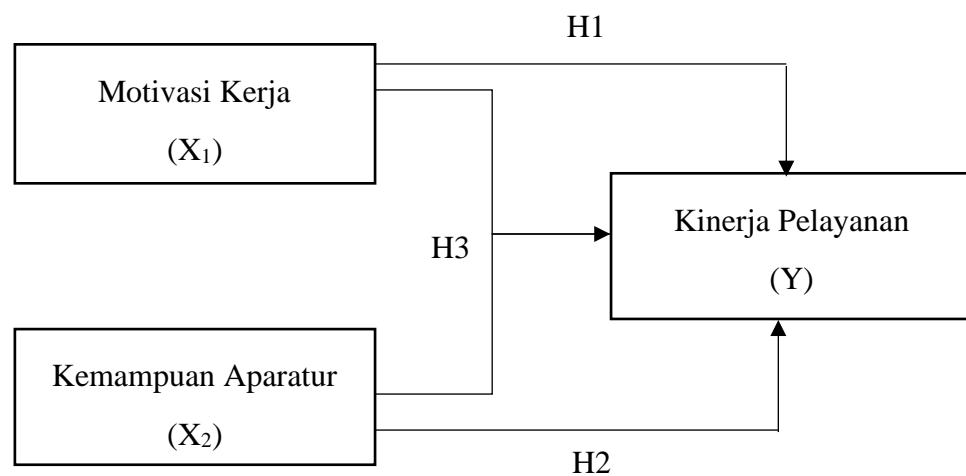 H1
Motivasi Kerja
(X₁)
Kinerja Pelayanan
(Y)
H3
Kemampuan Aparatur
(X₂)
H2